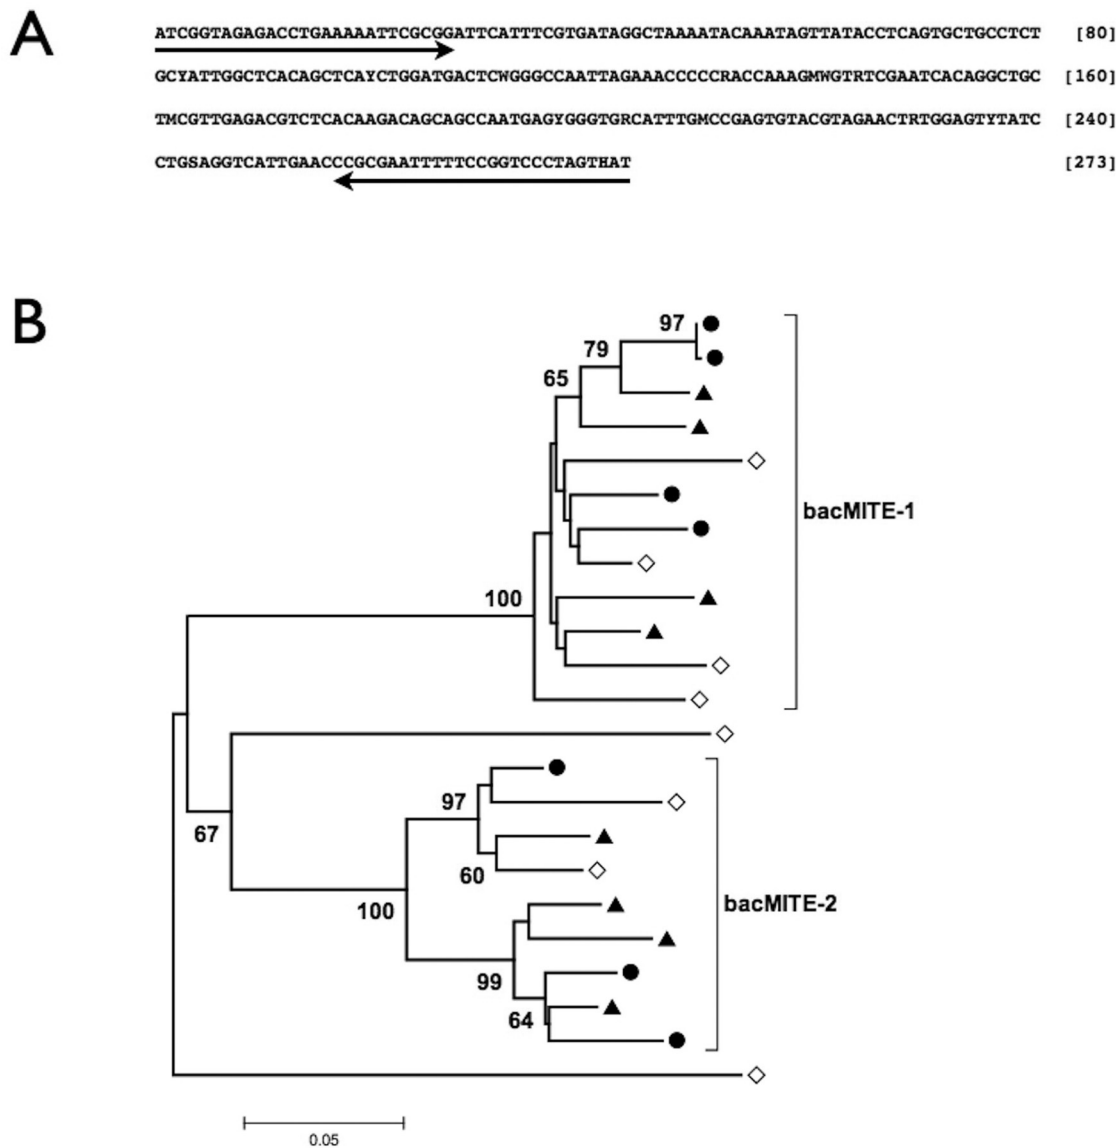 A
ATCGGTAGAGACCTGAAAAATTCGCGGATTCATTTCGTGATAGGCTAAAATACAAATAGTTATACCTCAGTGCTGCCTCT [80]
GCYATTGGCTCACAGCTCAYCTGGATGACTCWGGGCCAATTAGAAACCCCCRACCAAAGMWGTRTCGAATCACAGGCTGC [160]
TMCGTTGAGACGTCTCACAAGACAGCAGCCAATGAGYGGGTGRCATTTGMCCGAGTGTACGTAGAACTRTGGAGTYTATC [240]
CTGSAGGTCATTGAACCCGCGAATTTTTCCGGTCCCTAGTHAT [273]
B
97
79
65
bacMITE-1
100
97
67
60
bacMITE-2
100
99
64
0.05